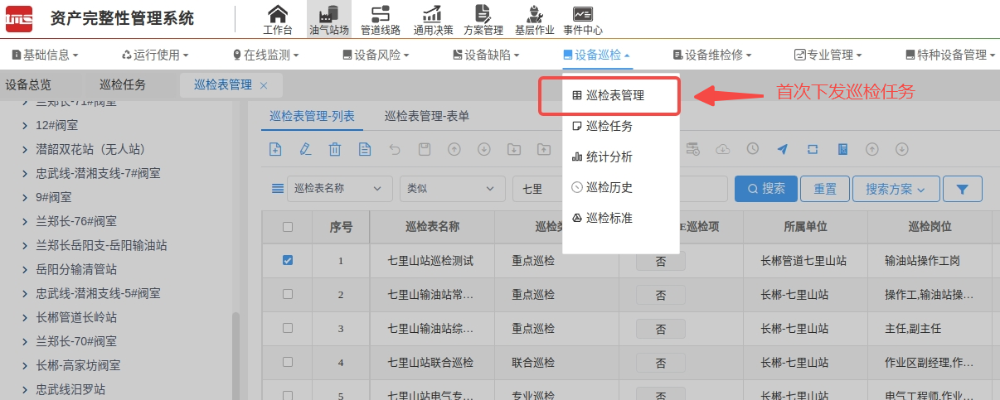 资产完整性管理系统
工作台
油气站场
管道线路
通用决策
方案管理
基层作业
事件中心
基础信息
运行使用
在线监测
设备风险
设备缺陷
设备巡检
设备维检修
专业管理
特种设备管理
设备总览
巡检任务
巡检表管理
兰郑长-71#阀室
12#阀室
潜韶双花站（无人站）
忠武线-潜湘支线-7#阀室
9#阀室
兰郑长-76#阀室
兰郑长岳阳支-岳阳输油站
岳阳分输清管站
忠武线-潜湘支线-5#阀室
长郴管道长岭站
兰郑长-70#阀室
长郴-高家坊阀室
忠武线汨罗站
巡检表管理-列表
巡检表管理-表单
巡检表管理
巡检任务
统计分析
巡检历史
巡检标准
首次下发巡检任务
巡检表名称
类似
七里
搜索
重置
搜索方案
序号 巡检表名称 巡检类 E巡检项 所属单位 巡检岗位
1 七里山站巡检测试 重点巡检 否 长郴管道七里山站 输油站操作工岗
2 七里山输油站常… 重点巡检 否 长郴-七里山站 操作工,输油站操…
3 七里山输油站综… 重点巡检 否 长郴-七里山站 主任,副主任
4 七里山站联合巡检 联合巡检 否 长郴-七里山站 作业区副经理,作…
5 七里山站电气专… 专业巡检 否 长郴-七里山站 电气工程师,作业…